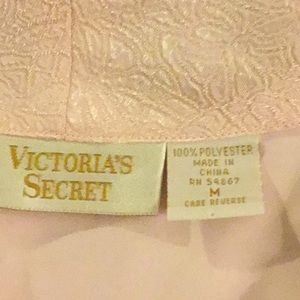 VICTORIA'S
SECRET
100% POLYESTER
MADE IN
CHINA
RN 54867
M
CARE REVERSE